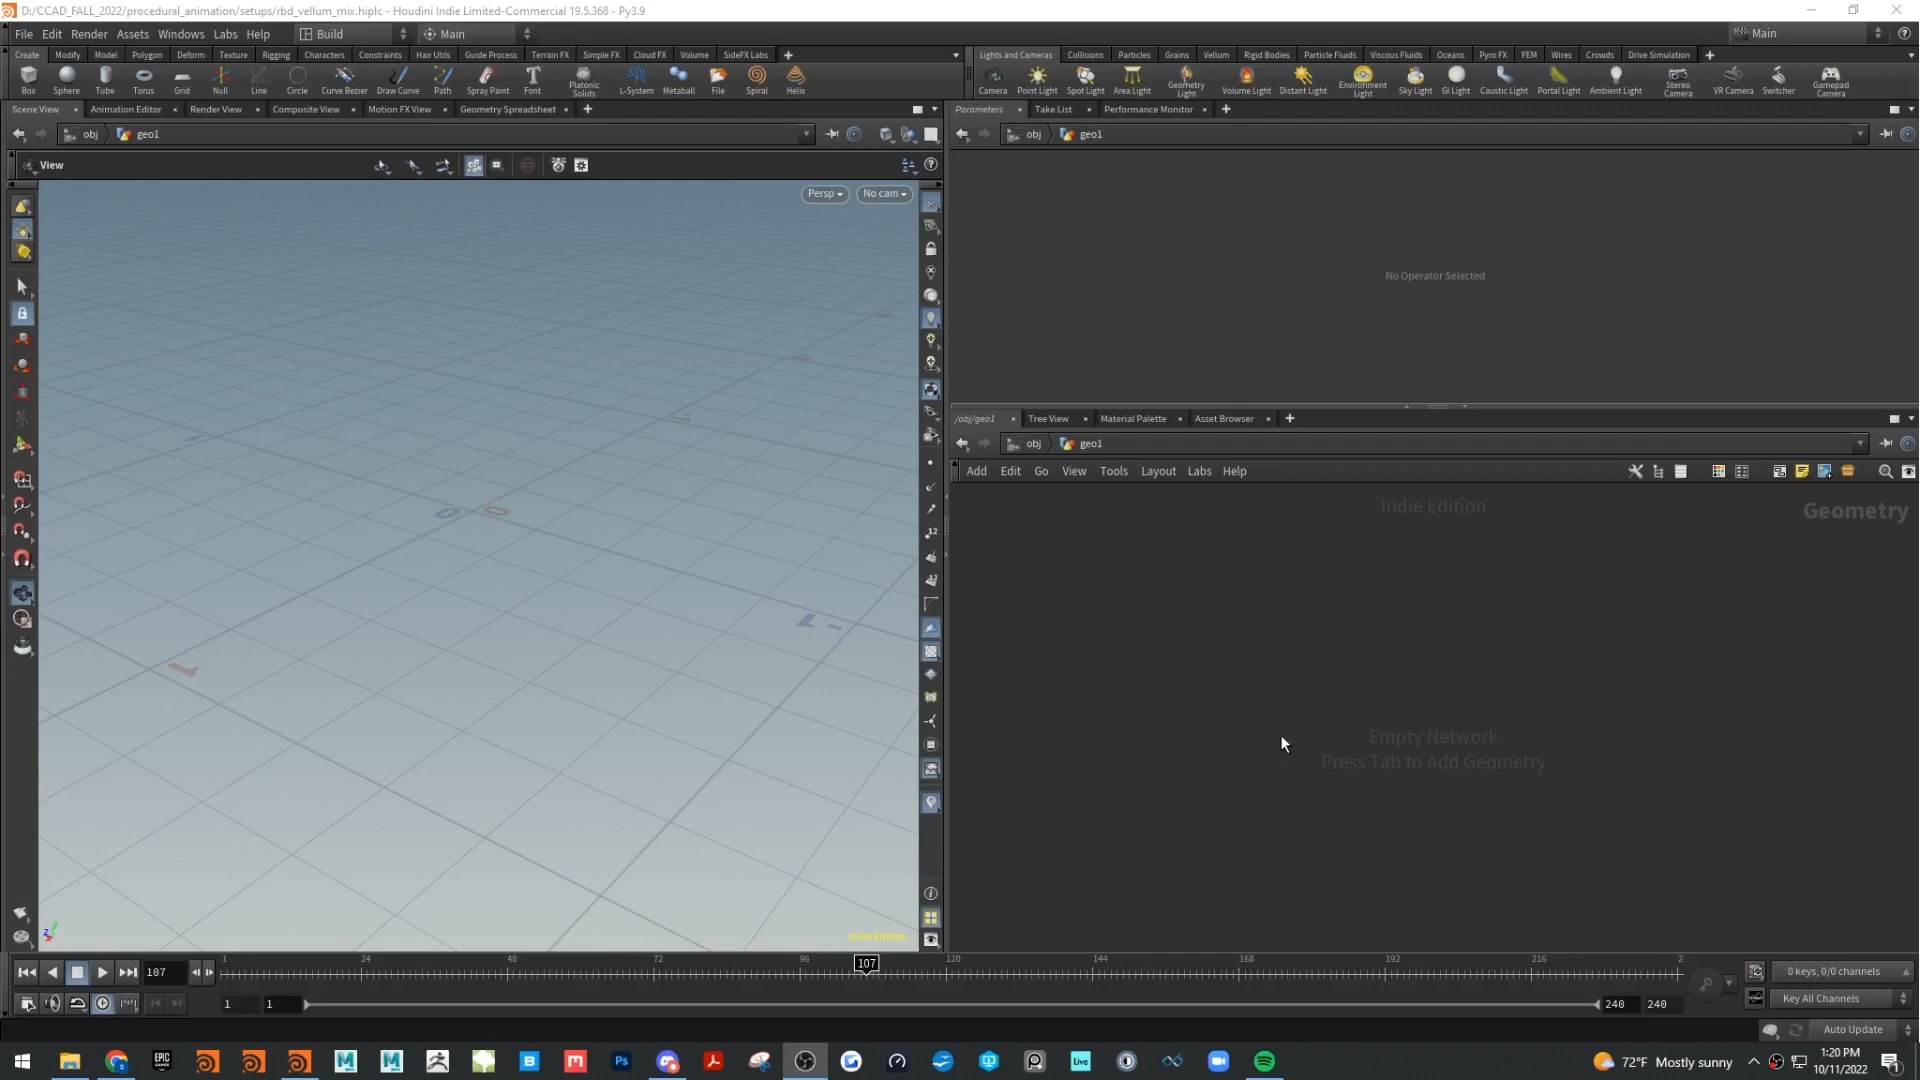 D:/CCAD_FALL_2022/procedural_animation/setups/rbd_vellum_mix.hiplc - Houdini Indie Limited-Commercial 19.5.368 - Py3.9
File Edit Render Assets Windows Labs Help Build Main Main
Create Modify Model Polygon Deform Texture Rigging Characters Constraints Hair Utils Guide Process Terrain FX Simple FX Cloud FX Volume SideFX Labs
Lights and Cameras Collisions Particles Grains Vellum Rigid Bodies Particle Fluids Viscous Fluids Oceans Pyro FX FEM Wires Crowds Drive Simulation
Box Sphere Tube Torus Grid Null Line Circle Curve Bezier Draw Curve Path Spray Paint Font Platonic Solids L-System Metaball File Spiral Helix
Camera Point Light Spot Light Area Light Geometry Light Volume Light Distant Light Environment Light Sky Light GI Light Caustic Light Portal Light Ambient Light Stereo Camera VR Camera Switcher Gamepad Camera
Scene View Animation Editor Render View Composite View Motion FX View Geometry Spreadsheet
Parameters Take List Performance Monitor
obj geo1
obj geo1
View
Persp No cam
No Operator Selected
/obj/geo1 Tree View Material Palette Asset Browser
obj geo1
Add Edit Go View Tools Layout Labs Help
Indie Edition
Geometry
0 0
-1
1
Empty Network
Press Tab to Add Geometry
Indie Edition
107
1 24 48 72 96 107 120 144 168 192 216 2
0 keys, 0/0 channels
1 1 240 240
Key All Channels
Auto Update
72°F Mostly sunny
1:20 PM
10/11/2022